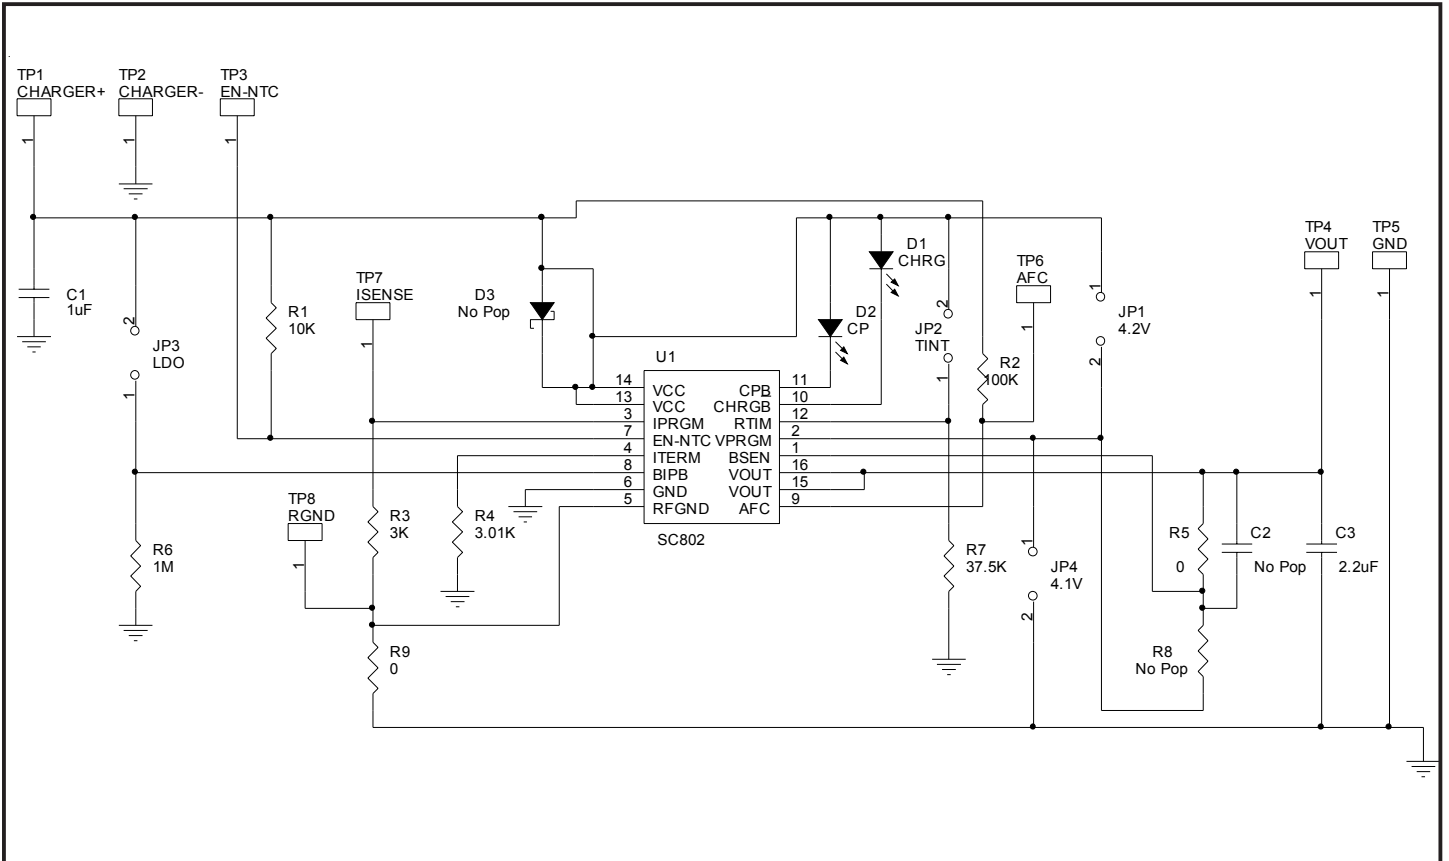 TP1
CHARGER+
1
TP2
CHARGER-
1
TP3
EN-NTC
1
C1
1uF
2
JP3
LDO
1
R1
10K
TP7
ISENSE
1
D3
No Pop
D1
CHRG
D2
CP
2
JP2
TINT
1
TP6
AFC
1
R2
100K
1
JP1
4.2V
2
TP4
VOUT
1
TP5
GND
1
U1
14 VCC CPB 11
13 VCC CHRGB 10
3 IPRGM RTIM 12
7 EN-NTC VPRGM 2
4 ITERM BSEN 1
8 BIPB VOUT 16
6 GND VOUT 15
5 RFGND AFC 9
SC802
TP8
RGND
1
R3
3K
R4
3.01K
R6
1M
R9
0
R7
37.5K
1
JP4
4.1V
2
R5
0
C2
No Pop
C3
2.2uF
R8
No Pop